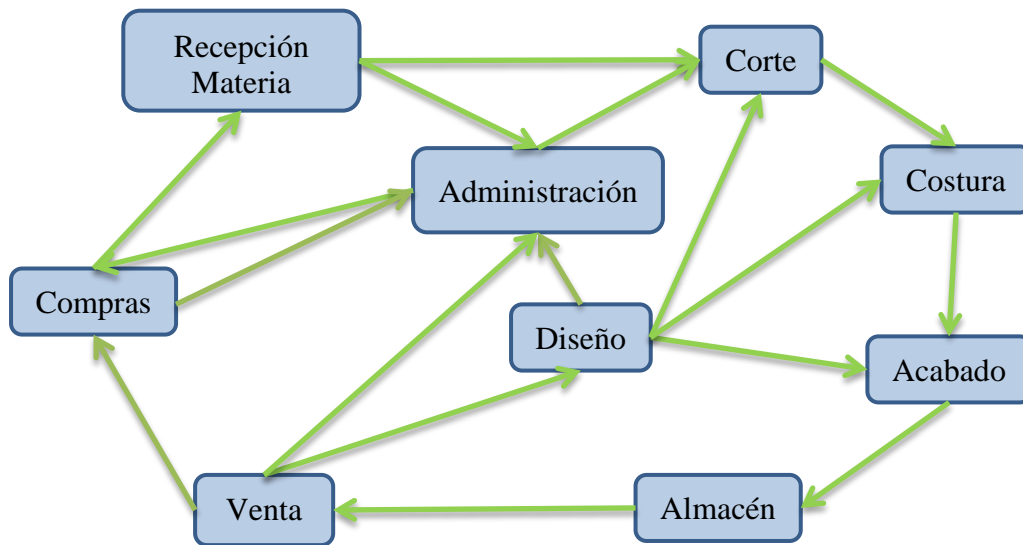 Recepción
Materia
Corte
Administración
Costura
Compras
Diseño
Acabado
Venta
Almacén